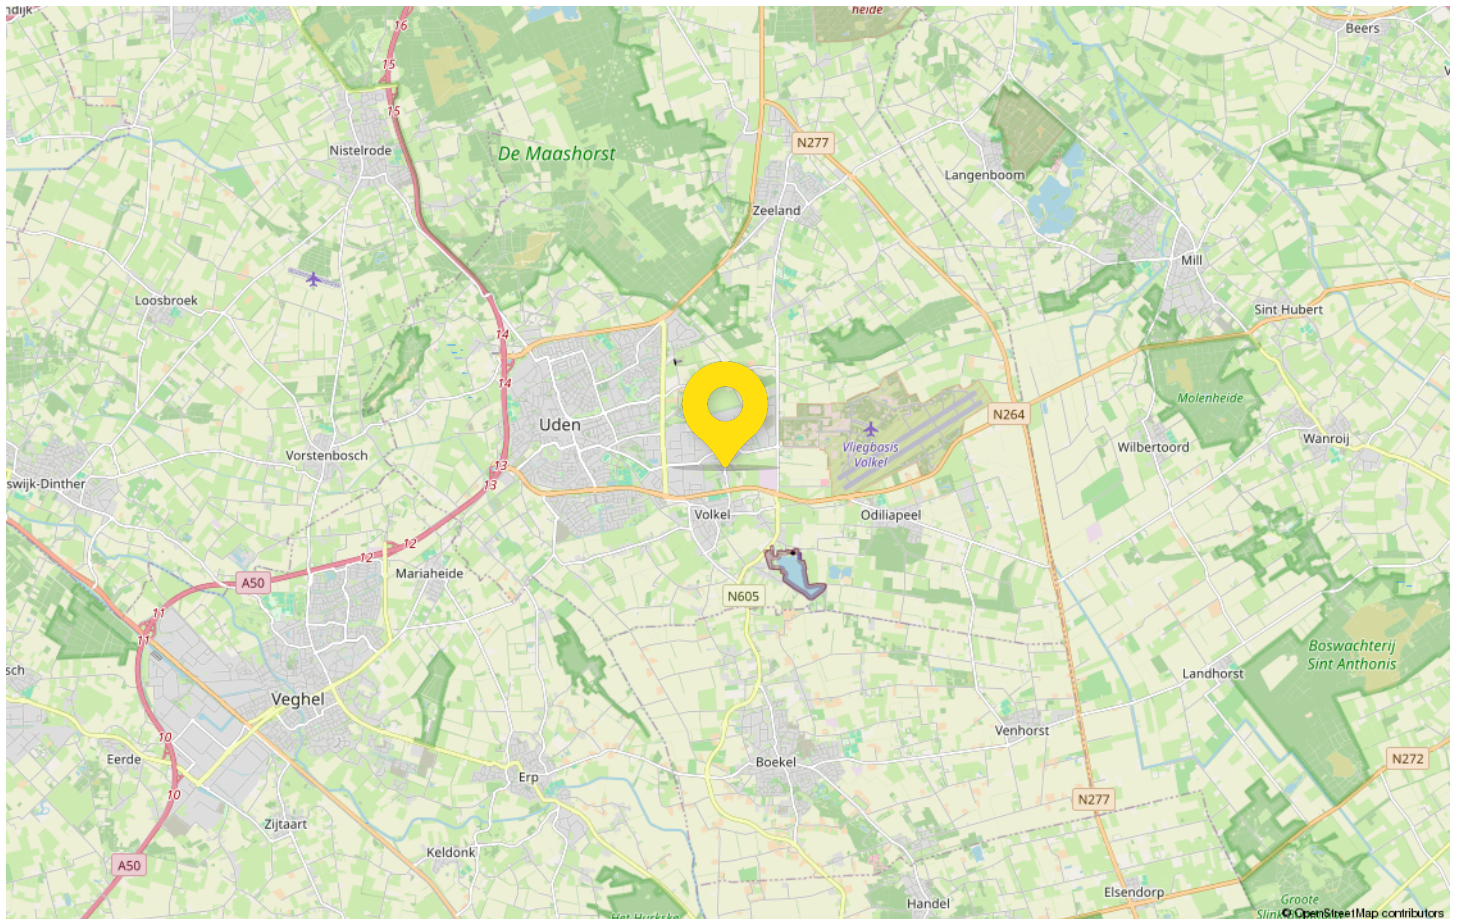 ndijk
16
heide
Beers
15
15
N277
Nistelrode
De Maashorst
Langenboom
Zeeland
Mill
Loosbroek
Sint Hubert
14
14
Molenheide
N264
Uden
Vliegbasis
Volkel
Wilbertoord
Wanroij
Vorstenbosch
13
13
swijk-Dinther
Volkel
Odiliapeel
12
12
Mariaheide
A50
N605
11
11
Boswachterij
Sint Anthonis
sch
Landhorst
Veghel
Venhorst
10
Eerde
Boekel
N272
Erp
10
N277
Zijtaart
Keldonk
A50
Elsendorp
Handel
Groote
Het Hurkske
© OpenStreetMap contributors